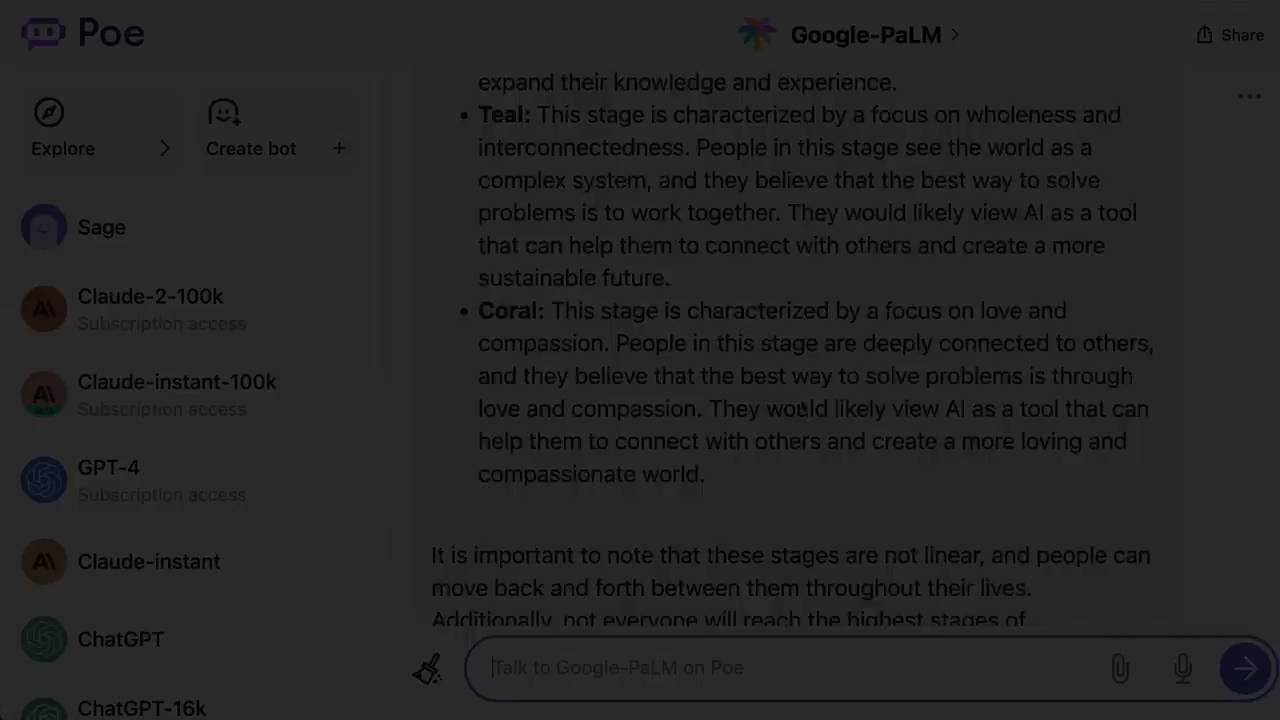 Poe
Google-PaLM
Share
Explore
Create bot
Sage
Claude-2-100k
Subscription access
Claude-instant-100k
Subscription access
GPT-4
Subscription access
Claude-instant
ChatGPT
ChatGPT-16k
expand their knowledge and experience.
• Teal: This stage is characterized by a focus on wholeness and
interconnectedness. People in this stage see the world as a
complex system, and they believe that the best way to solve
problems is to work together. They would likely view AI as a tool
that can help them to connect with others and create a more
sustainable future.
• Coral: This stage is characterized by a focus on love and
compassion. People in this stage are deeply connected to others,
and they believe that the best way to solve problems is through
love and compassion. They would likely view AI as a tool that can
help them to connect with others and create a more loving and
compassionate world.
It is important to note that these stages are not linear, and people can
move back and forth between them throughout their lives.
Additionally, not everyone will reach the highest stages of
Talk to Google-PaLM on Poe